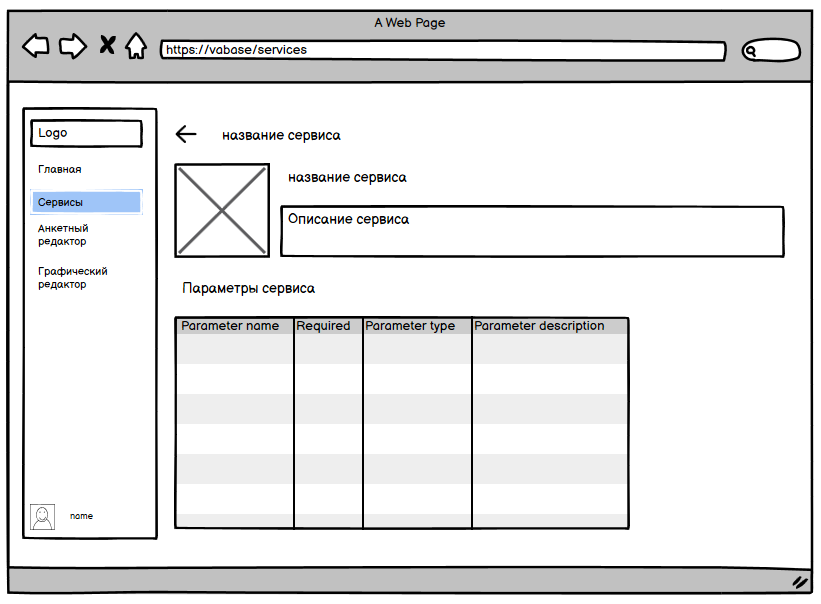 A Web Page
https://vabase/services
Logo
Главная
Сервисы
Анкетный
редактор
Графический
редактор
name
название сервиса
название сервиса
Описание сервиса
Параметры сервиса
Parameter name Required Parameter type Parameter description